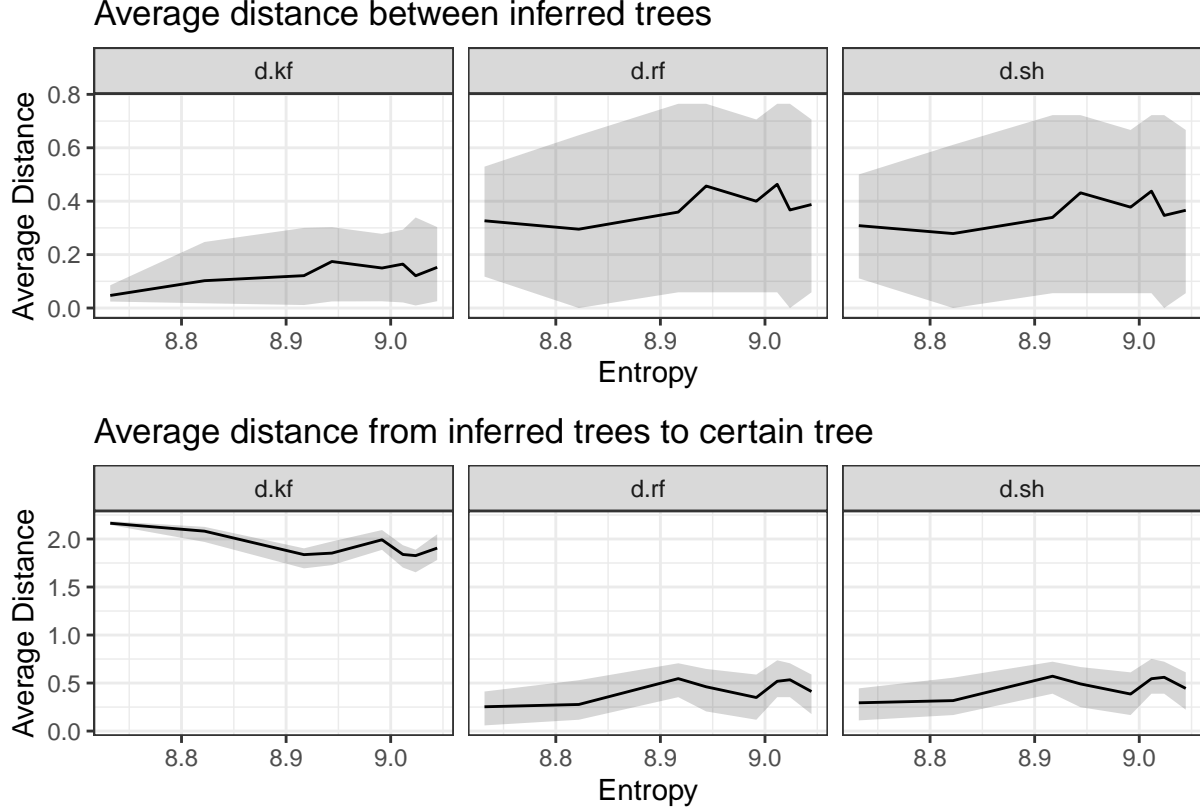 Average distance between inferred trees
d.kf d.rf d.sh
Average Distance
0.8
0.6
0.4
0.2
0.0
8.8 8.9 9.0 8.8 8.9 9.0 8.8 8.9 9.0
Entropy
Average distance from inferred trees to certain tree
d.kf d.rf d.sh
Average Distance
2.0
1.5
1.0
0.5
0.0
8.8 8.9 9.0 8.8 8.9 9.0 8.8 8.9 9.0
Entropy